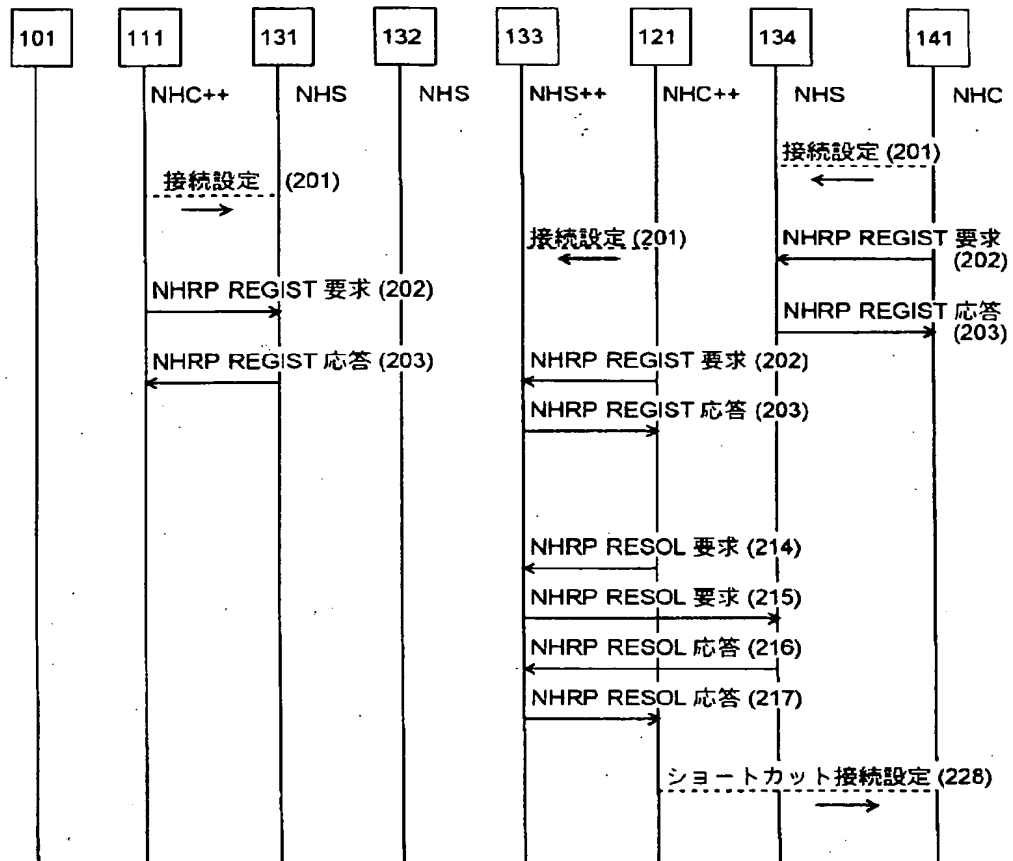 101 111 131 132 133 121 134 141
NHC++ NHS NHS NHS++ NHC++ NHS NHC
接続設定 (201)
接続設定 (201)
接続設定 (201)
NHRP REGIST 要求
(202)
NHRP REGIST 要求 (202)
NHRP REGIST 応答
(203)
NHRP REGIST 応答 (203)
NHRP REGIST 要求 (202)
NHRP REGIST 応答 (203)
NHRP RESOL 要求 (214)
NHRP RESOL 要求 (215)
NHRP RESOL 応答 (216)
NHRP RESOL 応答 (217)
ショートカット接続設定 (228)